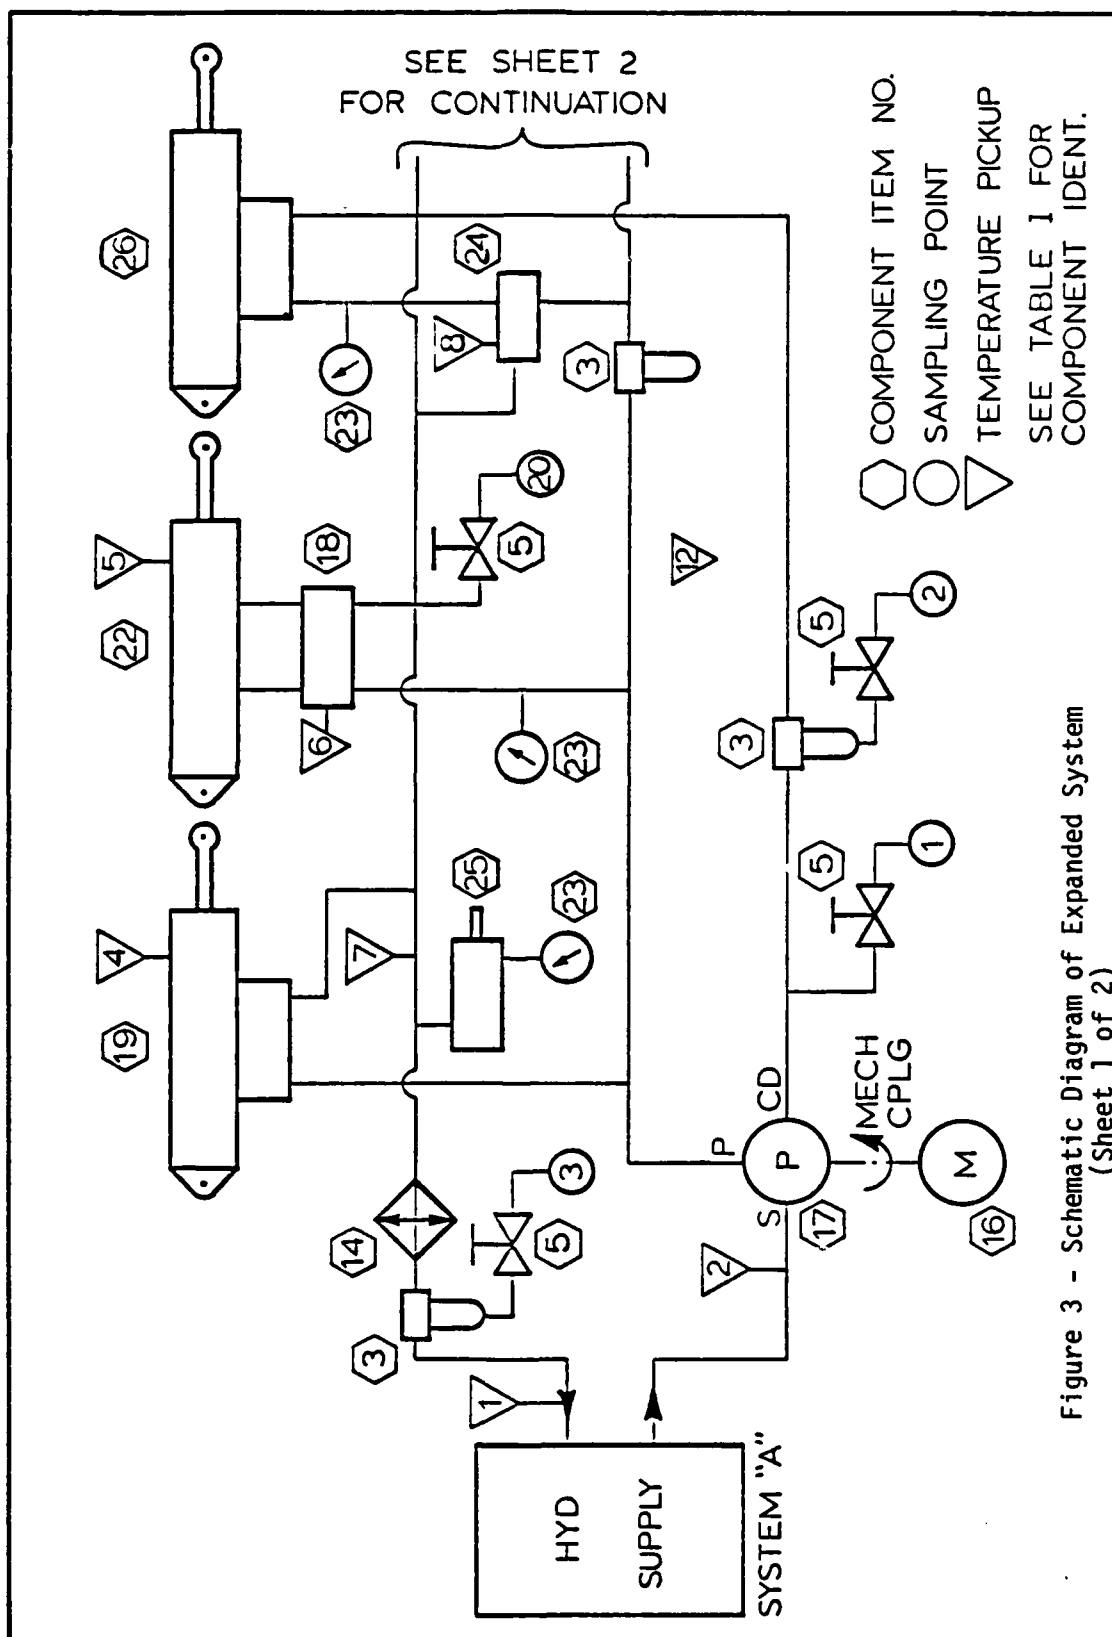 SEE SHEET 2
FOR CONTINUATION
26
24
23
8
3
5
22
18
20
5
6
23
12
4
19
7
25
23
14
3
5
3
1
HYD
SUPPLY
SYSTEM "A"
2
S
P
P
CD
17
MECH
CPLG
M
16
5
1
3
5
2
COMPONENT ITEM NO.
SAMPLING POINT
TEMPERATURE PICKUP
SEE TABLE 1 FOR
COMPONENT IDENT.
Figure 3 - Schematic Diagram of Expanded System
(Sheet 1 of 2)